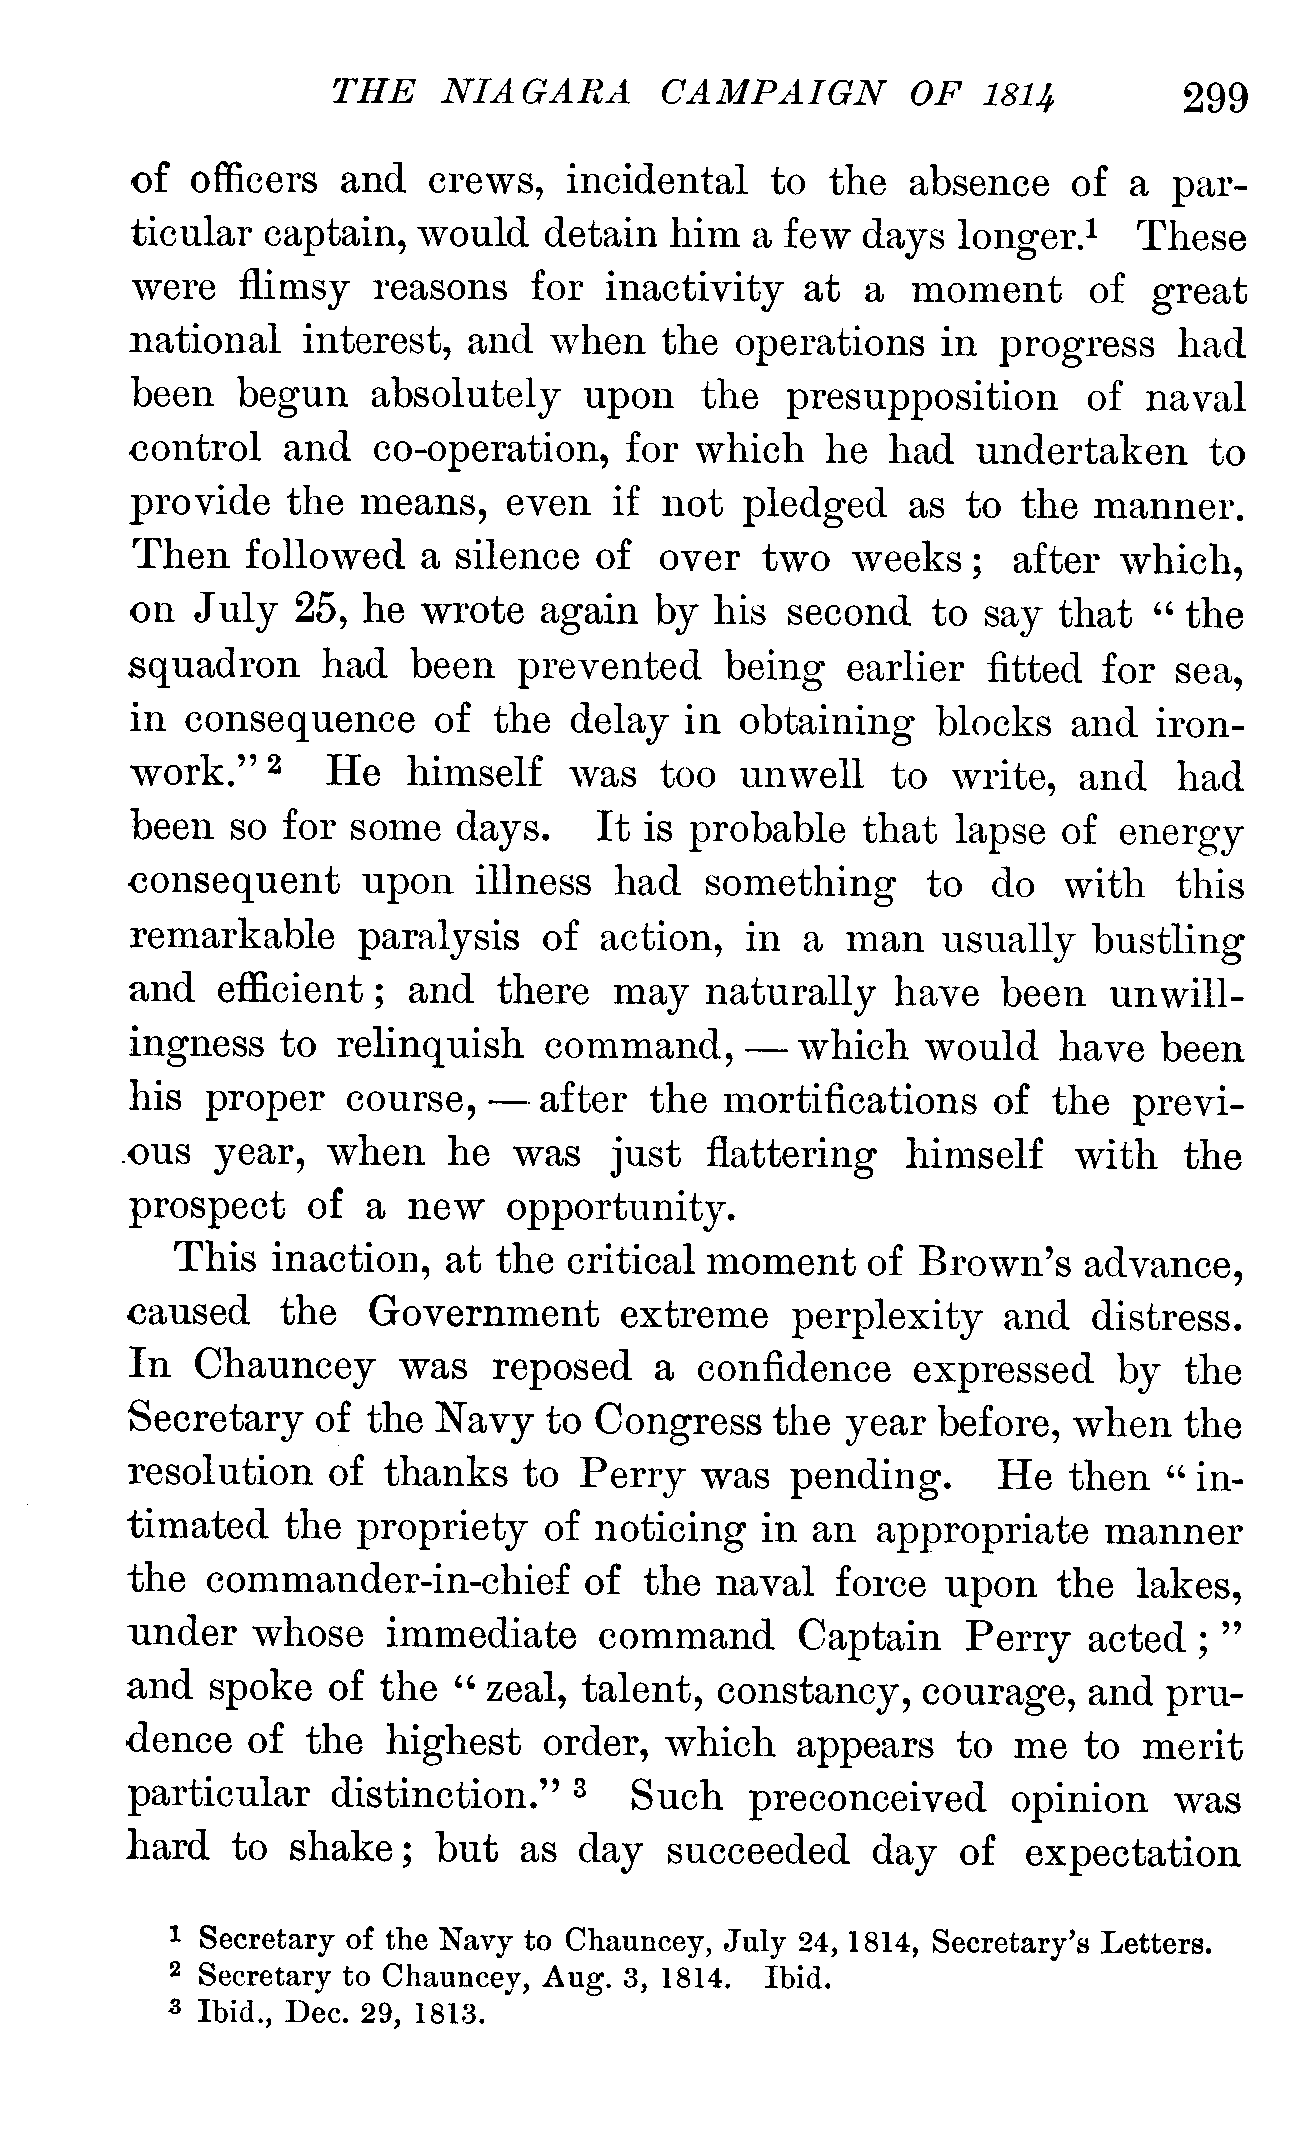 THE NIAGARA CAMPAIGN OF 1814 299
of officers and crews, incidental to the absence of a par-
ticular captain, would detain him a few days longer.¹ These
were flimsy reasons for inactivity at a moment of great
national interest, and when the operations in progress had
been begun absolutely upon the presupposition of naval
control and co-operation, for which he had undertaken to
provide the means, even if not pledged as to the manner.
Then followed a silence of over two weeks; after which,
on July 25, he wrote again by his second to say that “the
squadron had been prevented being earlier fitted for sea,
in consequence of the delay in obtaining blocks and iron-
work.”² He himself was too unwell to write, and had
been so for some days. It is probable that lapse of energy
consequent upon illness had something to do with this
remarkable paralysis of action, in a man usually bustling
and efficient; and there may naturally have been unwill-
ingness to relinquish command, — which would have been
his proper course, — after the mortifications of the previ-
ous year, when he was just flattering himself with the
prospect of a new opportunity.
This inaction, at the critical moment of Brown’s advance,
caused the Government extreme perplexity and distress.
In Chauncey was reposed a confidence expressed by the
Secretary of the Navy to Congress the year before, when the
resolution of thanks to Perry was pending. He then “in-
timated the propriety of noticing in an appropriate manner
the commander-in-chief of the naval force upon the lakes,
under whose immediate command Captain Perry acted;”
and spoke of the “zeal, talent, constancy, courage, and pru-
dence of the highest order, which appears to me to merit
particular distinction.”³ Such preconceived opinion was
hard to shake; but as day succeeded day of expectation
¹ Secretary of the Navy to Chauncey, July 24, 1814, Secretary’s Letters.
² Secretary to Chauncey, Aug. 3, 1814. Ibid.
³ Ibid., Dec. 29, 1813.